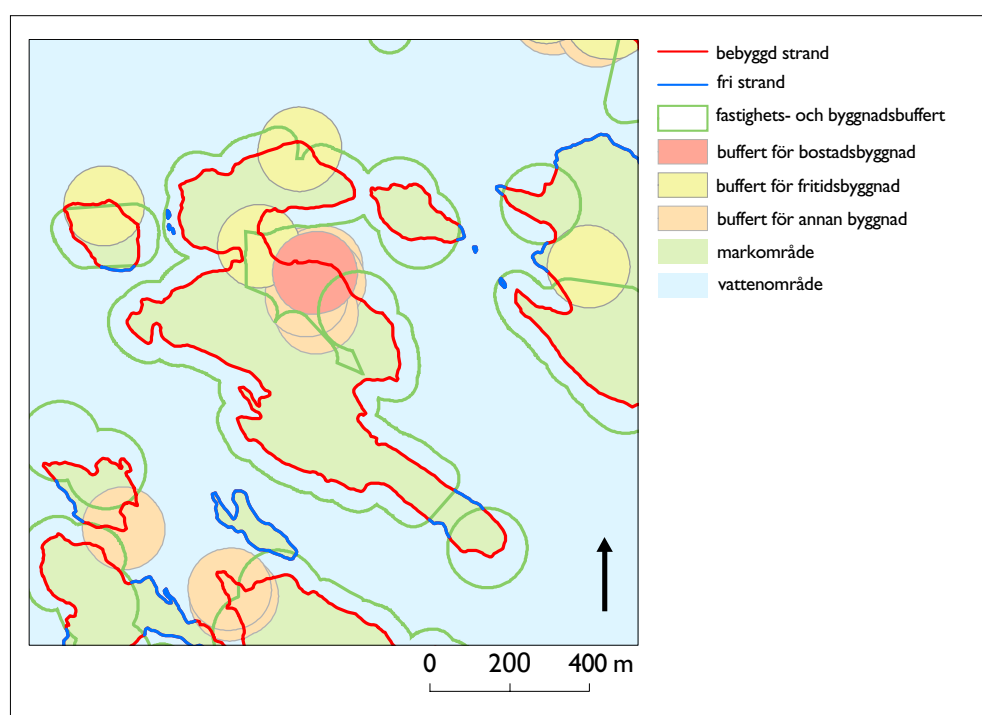 bebyggd strand
fri strand
fastighets- och byggnadsbuffert
buffert för bostadsbyggnad
buffert för fritidsbyggnad
buffert för annan byggnad
markområde
vattenområde
0 200 400 m